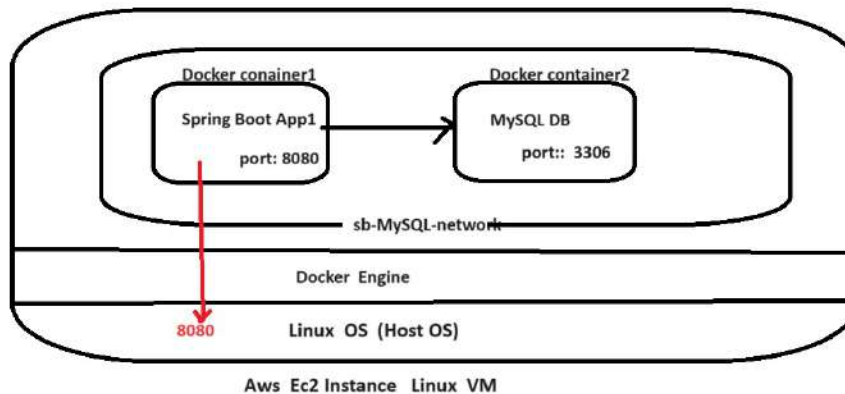 Docker conainer1
Docker container2
Spring Boot App1
MySQL DB
port: 8080
port:: 3306
sb-MySQL-network
Docker Engine
8080
Linux OS (Host OS)
Aws Ec2 Instance Linux VM